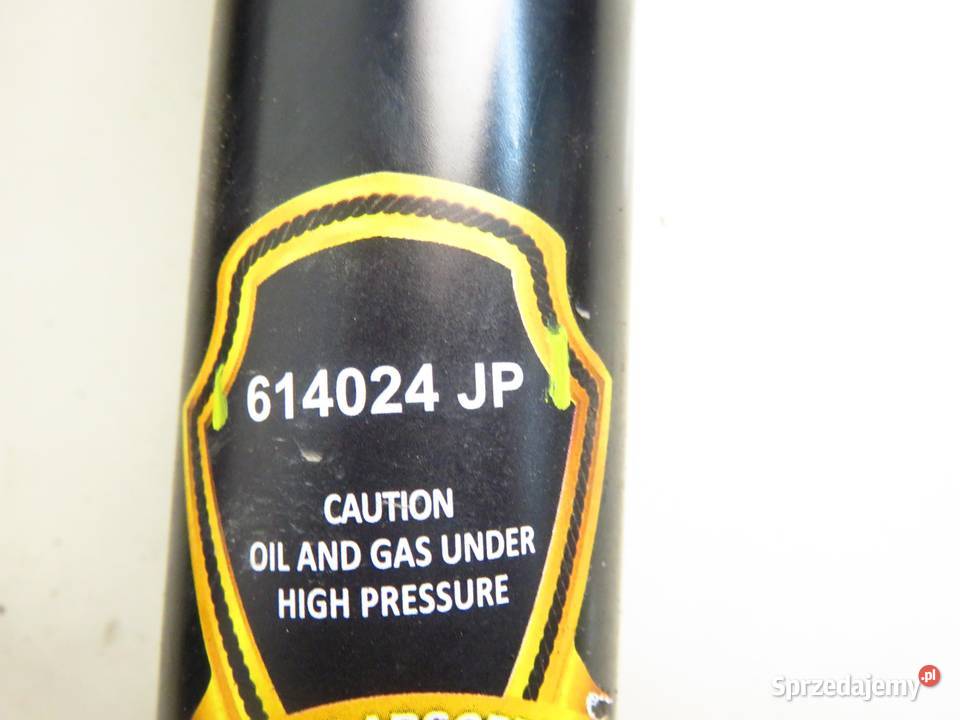 614024 JP
CAUTION
OIL AND GAS UNDER
HIGH PRESSURE
Sprzedajemy.pl